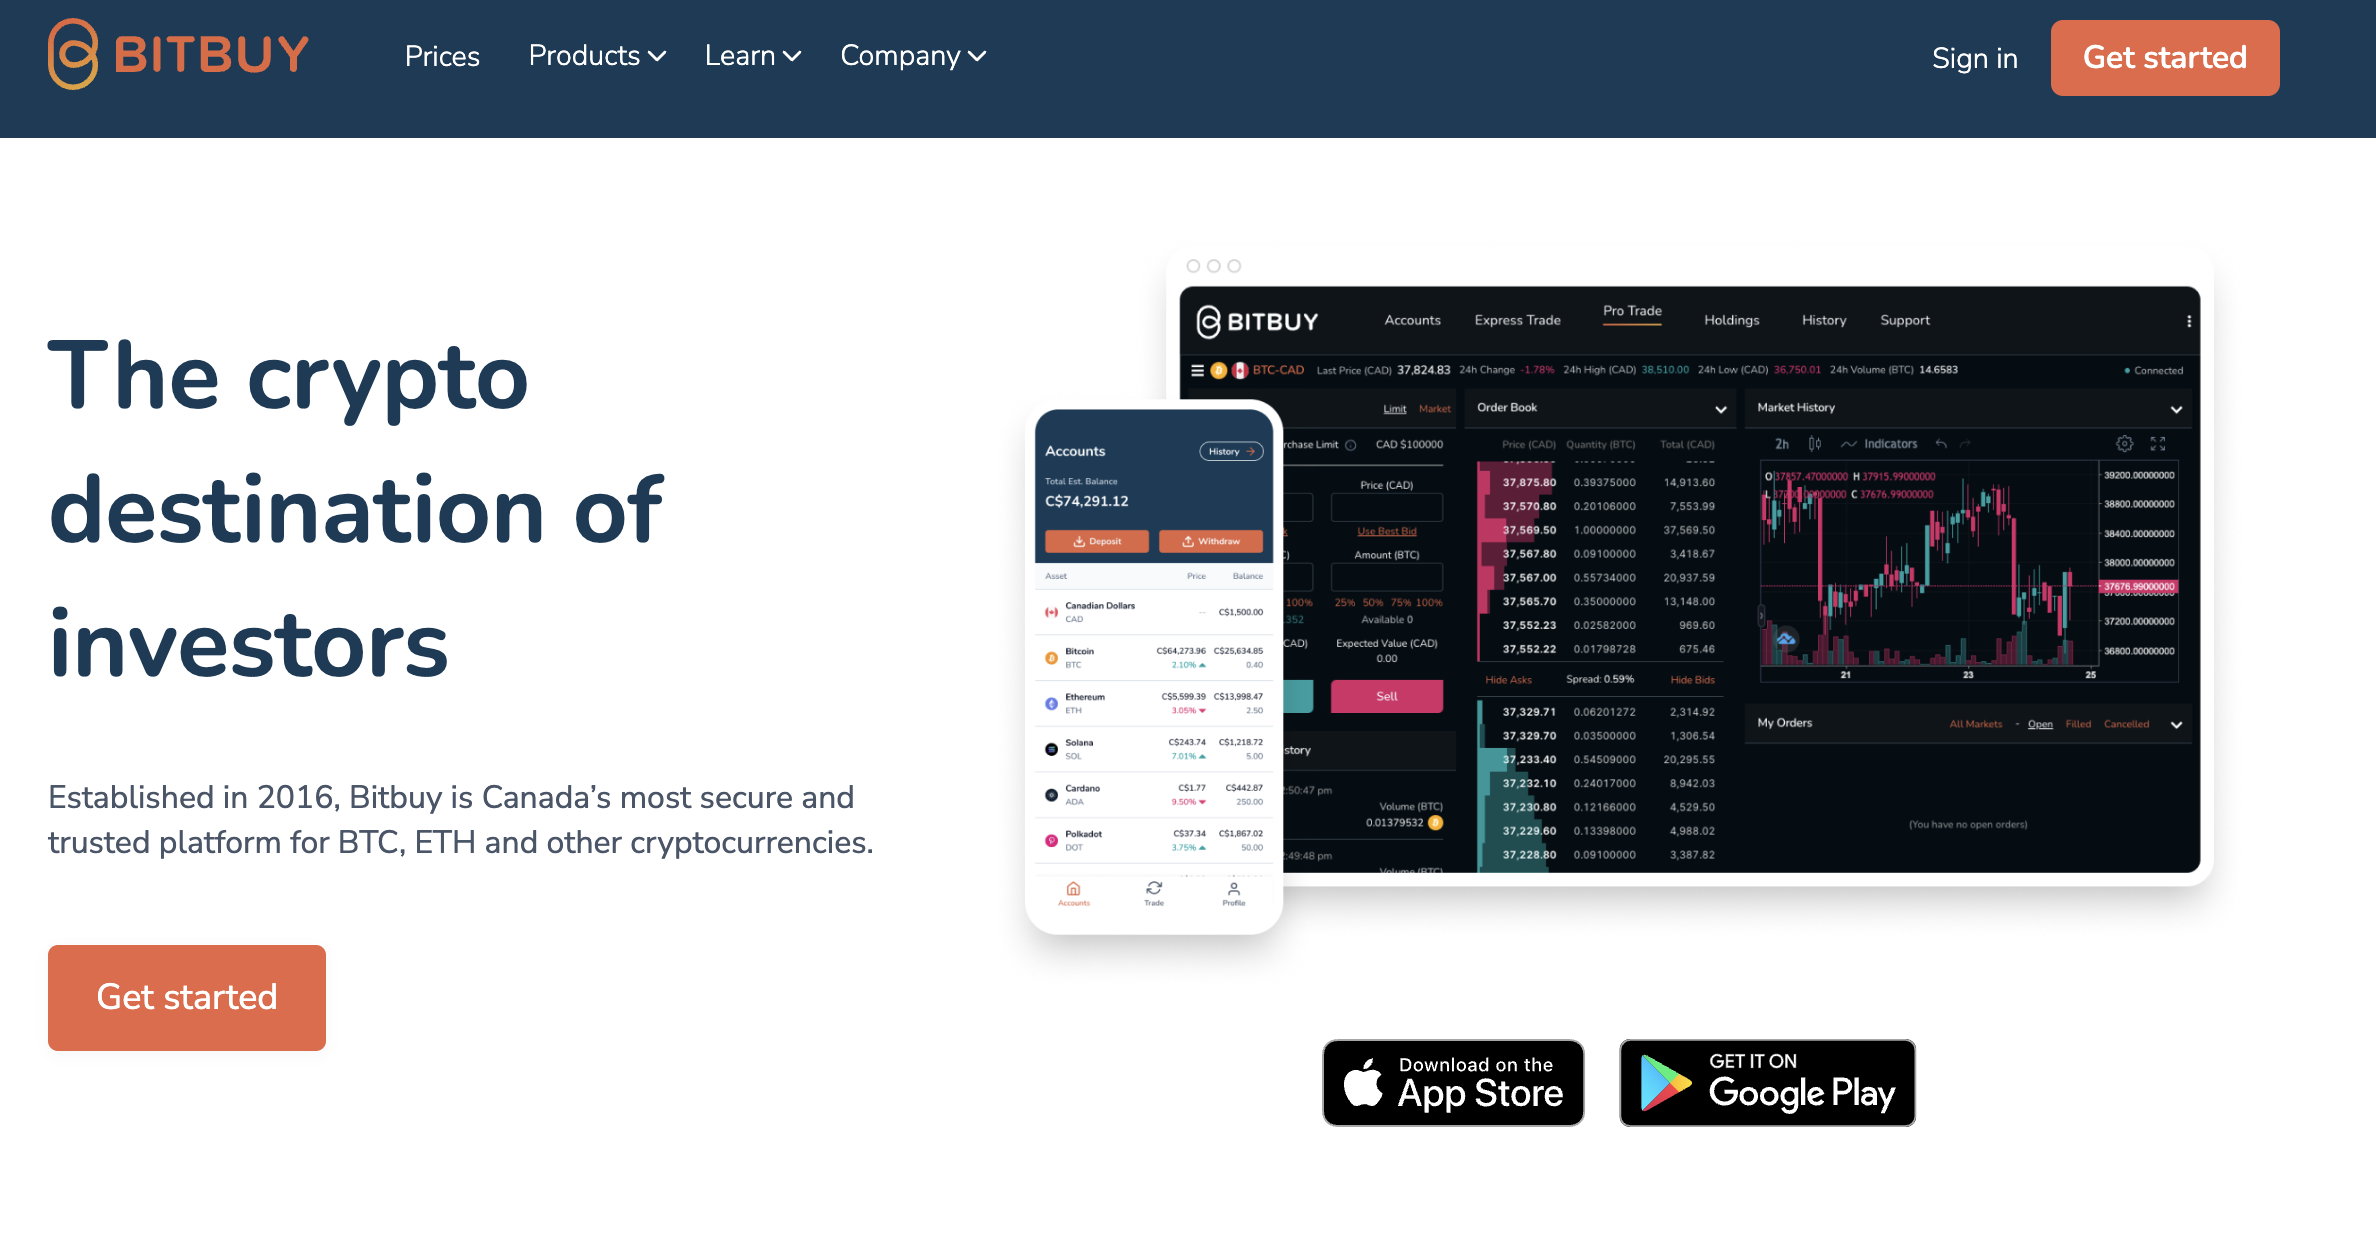 BITBUY
Prices
Products
Learn
Company
Sign in
Get started
The crypto
destination of
investors
Established in 2016, Bitbuy is Canada’s most secure and
trusted platform for BTC, ETH and other cryptocurrencies.
Get started
Accounts
History
Total Est. Balance
C$74,291.12
Deposit
Withdraw
Asset Price Balance
Canadian Dollars -- C$1,500.00
CAD
Bitcoin C$64,273.96 C$25,634.85
BTC 2.10% 0.40
Ethereum C$5,599.39 C$13,998.47
ETH 3.05% 2.50
Solana C$243.74 C$1,218.72
SOL 7.01% 5.00
Cardano C$1.77 C$442.87
ADA 9.50% 250.00
Polkadot C$37.34 C$1,867.02
DOT 3.75% 50.00
Accounts Trade Profile
BITBUY
Accounts Express Trade Pro Trade Holdings History Support
BTC-CAD Last Price (CAD) 37,824.83 24h Change -1.78% 24h High (CAD) 38,510.00 24h Low (CAD) 36,750.01 24h Volume (BTC) 14.6583 Connected
Limit Market
rchase Limit CAD $100000
Price (CAD)
Use Best Bid
Amount (BTC)
100% 25% 50% 75% 100%
.352 Available 0
CAD) Expected Value (CAD)
0.00
Sell
story
:50:47 pm
Volume (BTC)
0.01379532
:49:48 pm
Volume (BTC)
Order Book
Price (CAD) Quantity (BTC) Total (CAD)
37,875.80 0.39375000 14,913.60
37,570.80 0.20106000 7,553.99
37,569.50 1.00000000 37,569.50
37,567.80 0.09100000 3,418.67
37,567.00 0.55734000 20,937.59
37,565.70 0.35000000 13,148.00
37,552.23 0.02582000 969.60
37,552.22 0.01798728 675.46
Hide Asks Spread: 0.59% Hide Bids
37,329.71 0.06201272 2,314.92
37,329.70 0.03500000 1,306.54
37,233.40 0.54509000 20,295.55
37,232.10 0.24017000 8,942.03
37,230.80 0.12166000 4,529.50
37,229.60 0.13398000 4,988.02
37,228.80 0.09100000 3,387.82
Market History
2h Indicators
O 37857.47000000 H 37915.99000000
L C 37676.99000000
39200.00000000
38800.00000000
38400.00000000
38000.00000000
37676.99000000
37200.00000000
36800.00000000
21 23 25
My Orders All Markets - Open Filled Cancelled
(You have no open orders)
Download on the
App Store
GET IT ON
Google Play